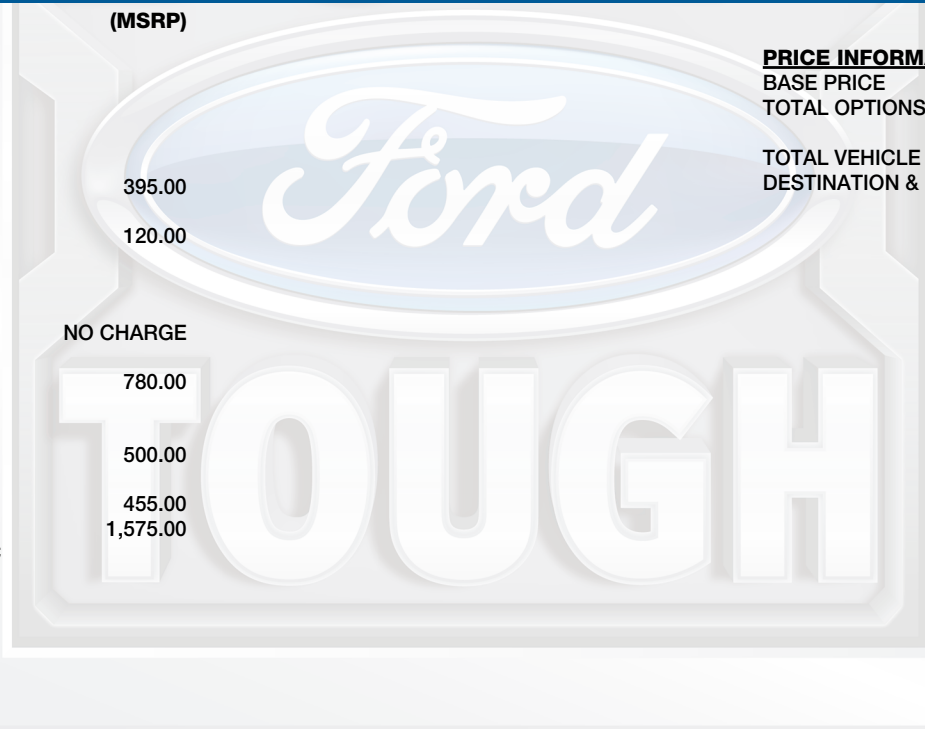 (MSRP)
PRICE INFORM
BASE PRICE
TOTAL OPTIONS
TOTAL VEHICLE
DESTINATION &
395.00
120.00
NO CHARGE
780.00
500.00
455.00
1,575.00
Ford
TOUGH